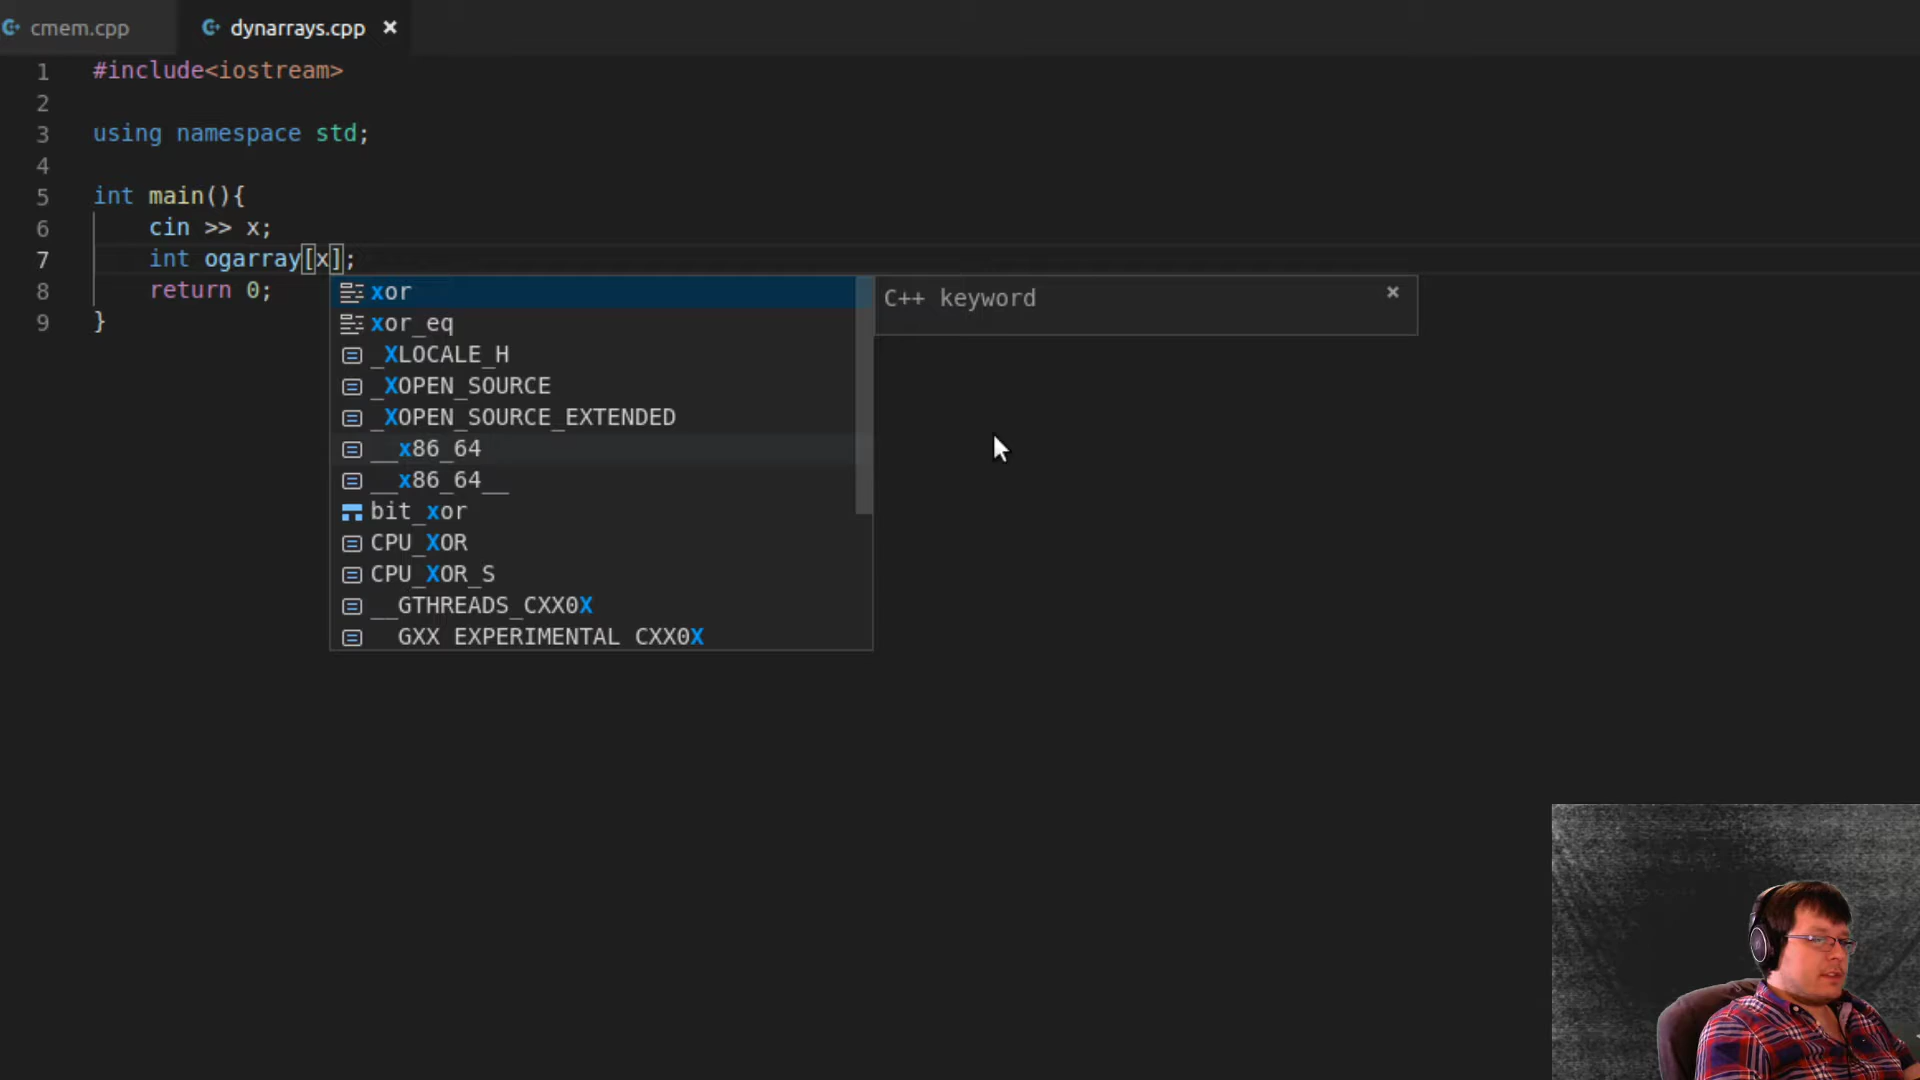 cmem.cpp dynarrays.cpp ×
1 #include<iostream>
2
3 using namespace std;
4
5 int main(){
6 cin >> x;
7 int ogarray[x];
8 return 0;
9 }
xor
C++ keyword ×
xor_eq
_XLOCALE_H
_XOPEN_SOURCE
_XOPEN_SOURCE_EXTENDED
__x86_64
__x86_64__
bit_xor
CPU_XOR
CPU_XOR_S
__GTHREADS_CXX0X
__GXX_EXPERIMENTAL_CXX0X